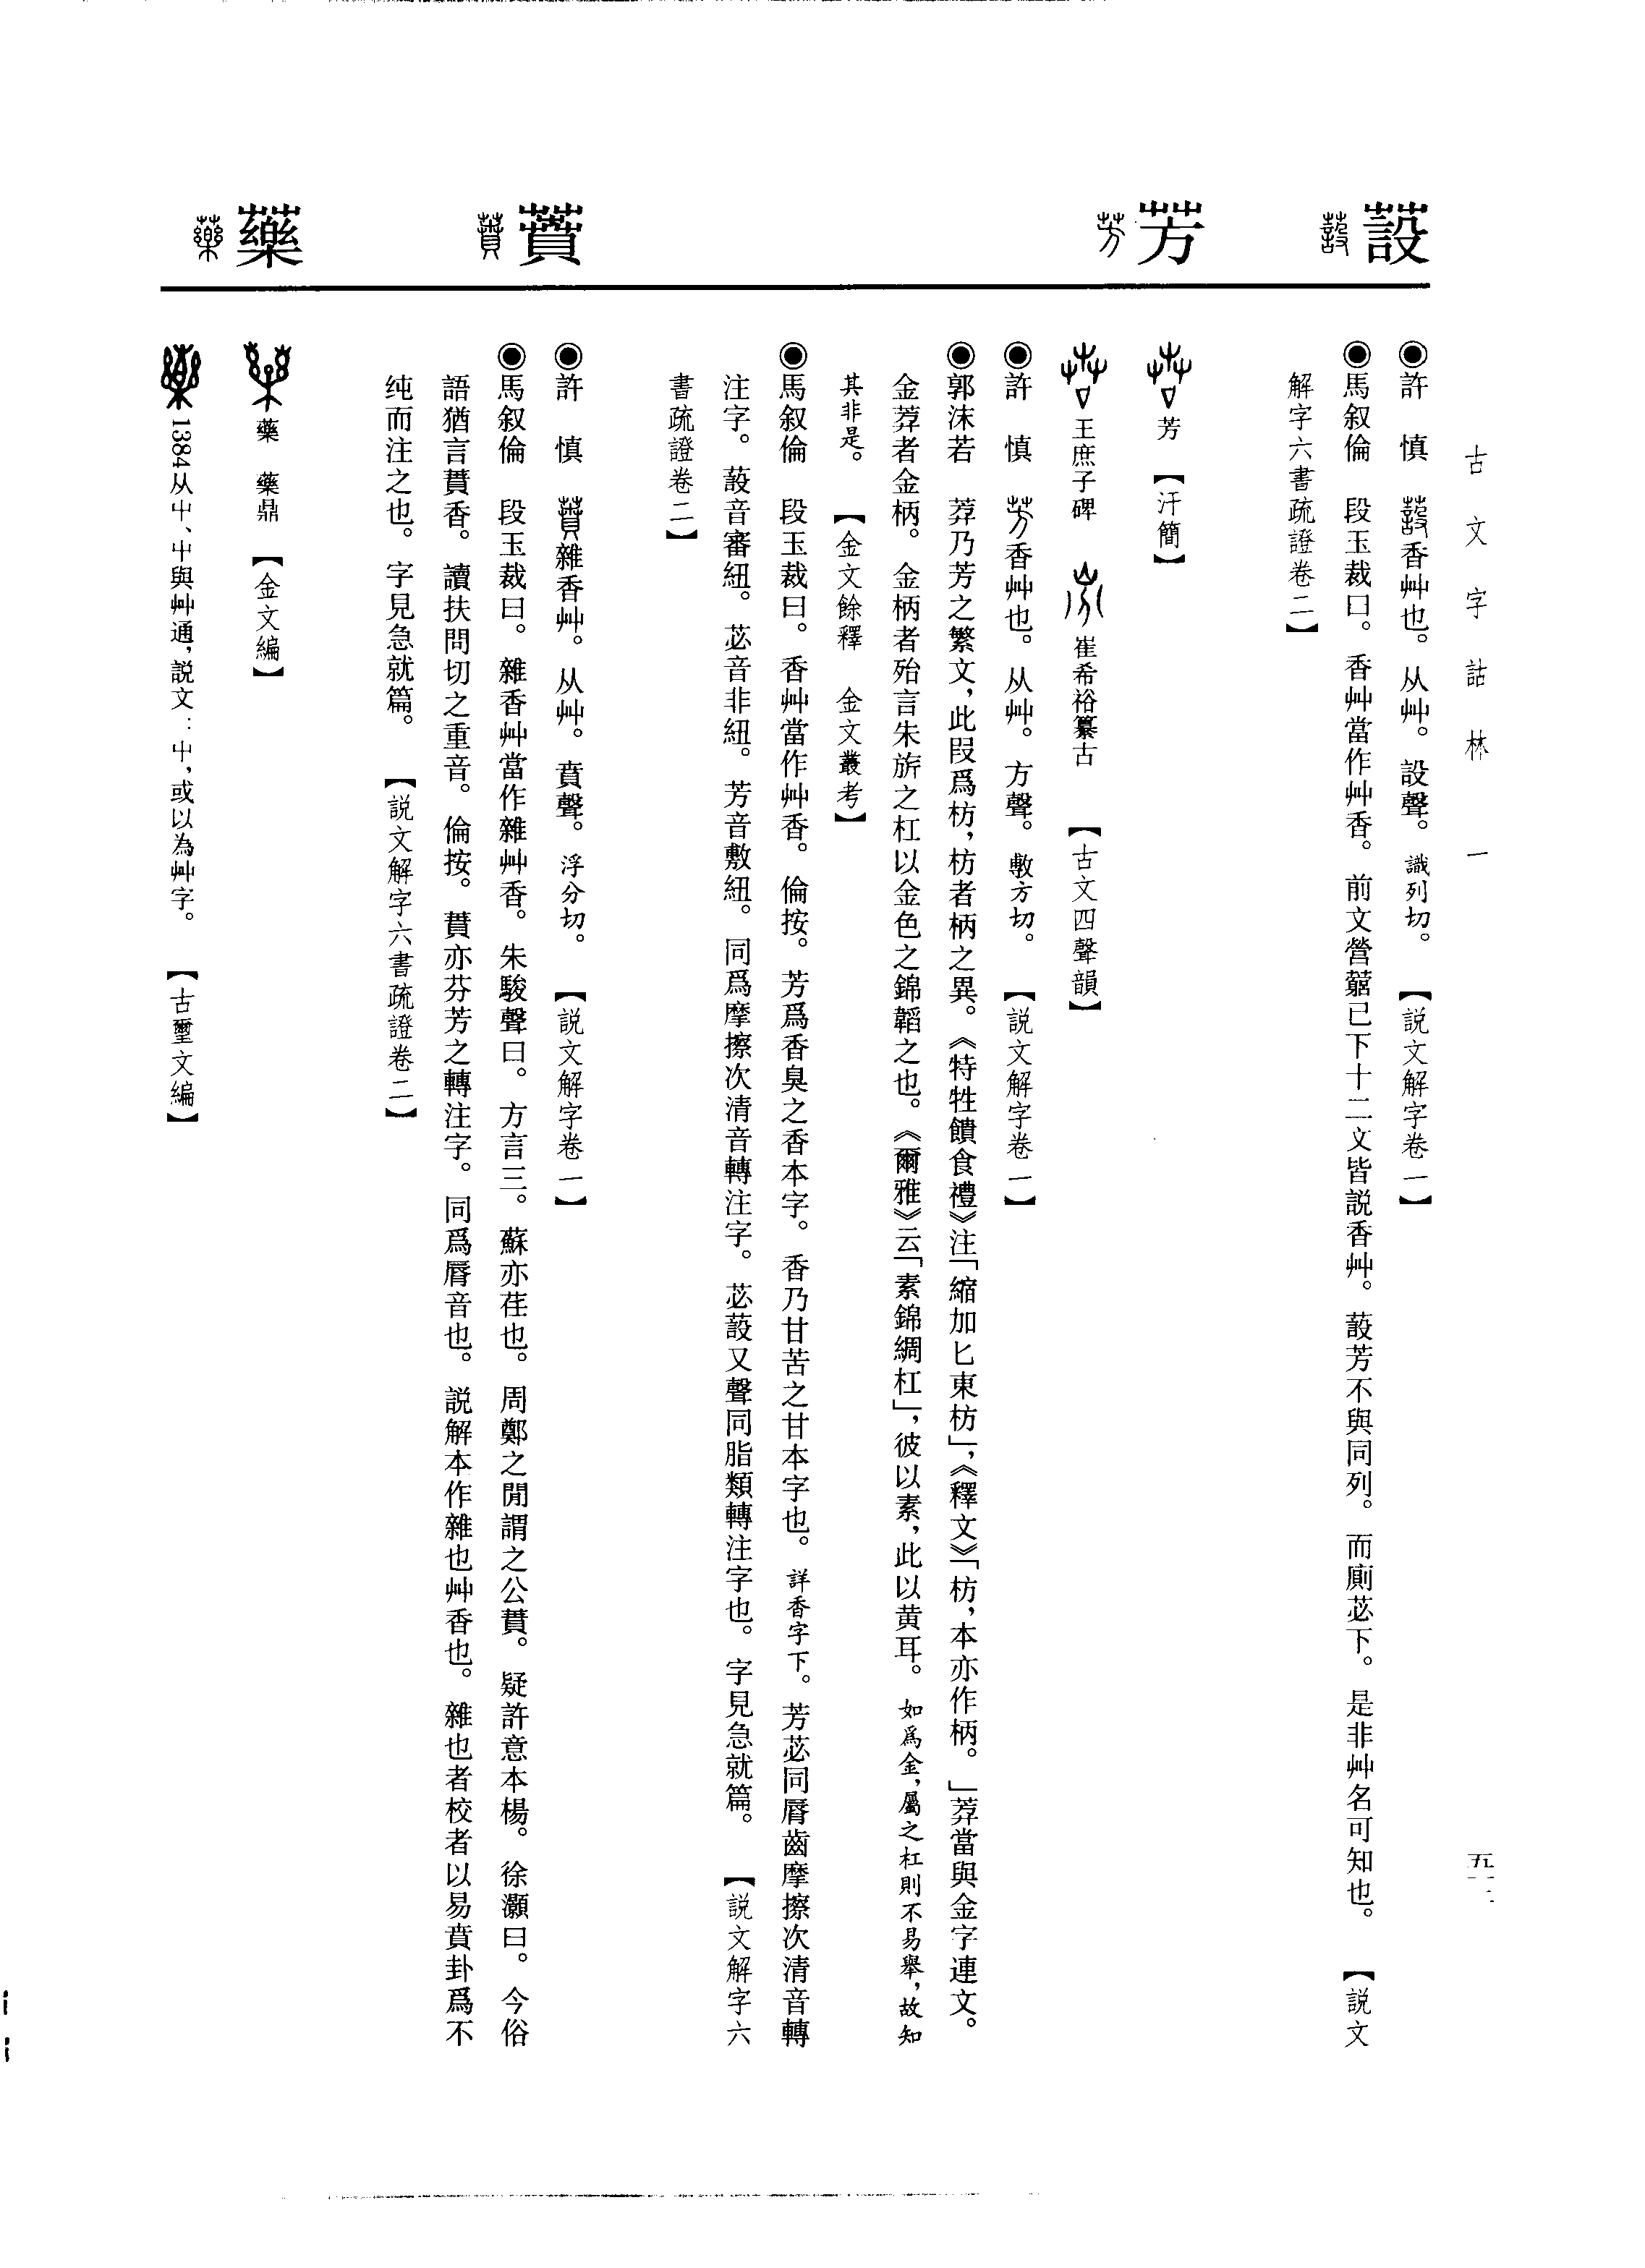 古文字詁林 一
五一二
蔎
◉許 慎 香艸也。从艸。設聲。識列切。【説文解字卷一】
◉馬叙倫 段玉裁曰。香艸當作艸香。前文營藭已下十二文皆説香艸。蔎芳不與同列。而廁苾下。是非艸名可知也。【説文
解字六書疏證卷二】
芳
芳【汗簡】
王庶子碑 崔希裕纂古 【古文四聲韻】
◉許 慎 香艸也。从艸。方聲。敷方切。【説文解字卷一】
◉郭沫若 䓑乃芳之繁文，此叚爲枋，枋者柄之異。《特牲饋食禮》注「縮加匕東枋」，《釋文》「枋，本亦作柄。」䓑當與金字連文。
金䓑者金柄。金柄者殆言朱旂之杠以金色之錦韜之也。《爾雅》云「素錦綢杠」，彼以素，此以黄耳。如爲金，屬之杠則不易舉，故知
其非是。【金文餘釋 金文叢考】
◉馬叙倫 段玉裁曰。香艸當作艸香。倫按。芳爲香臭之香本字。香乃甘苦之甘本字也。詳香字下。芳苾同脣齒摩擦次清音轉
注字。蔎音審紐。苾音非紐。芳音敷紐。同爲摩擦次清音轉注字。苾蔎又聲同脂類轉注字也。字見急就篇。【説文解字六
書疏證卷二】
蕡
◉許 慎 雜香艸。从艸。賁聲。浮分切。【説文解字卷一】
◉馬叙倫 段玉裁曰。雜香艸當作雜艸香。朱駿聲曰。方言三。蘇亦荏也。周鄭之閒謂之公蕡。疑許意本楊。徐灝曰。今俗
語猶言蕡香。讀扶問切之重音。倫按。蕡亦芬芳之轉注字。同爲脣音也。説解本作雜也艸香也。雜也者校者以易賁卦爲不
纯而注之也。字見急就篇。【説文解字六書疏證卷二】
藥
藥 藥鼎【金文編】
1384从屮、屮與艸通，説文：屮，或以為艸字。【古璽文編】